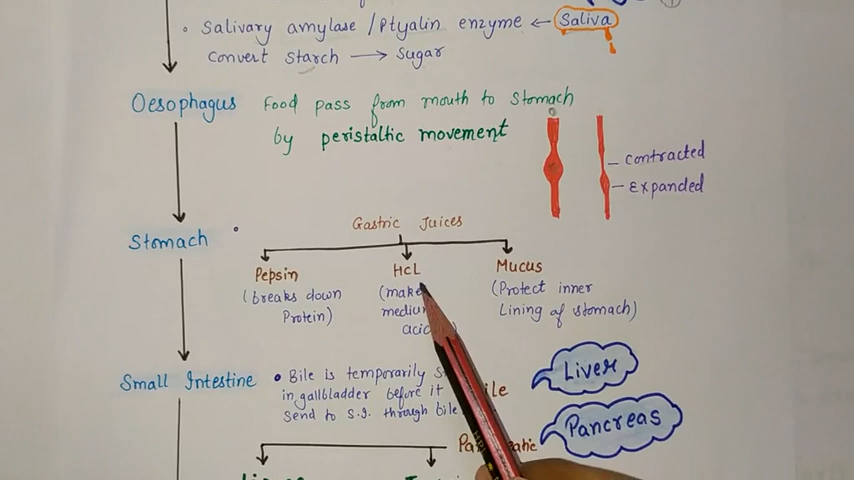 • Salivary amylase / Ptyalin enzyme ← Saliva
Convert Starch → Sugar
Oesophagus Food pass from mouth to Stomach
by peristaltic movement
contracted
Expanded
Stomach
Gastric Juices
Pepsin HCL Mucus
(breaks down (make (Protect inner
Protein) Lining of stomach)
Small Intestine • Bile is temporarily
in gallbladder before it
Send to S.I. through bile
Liver
Pancreas